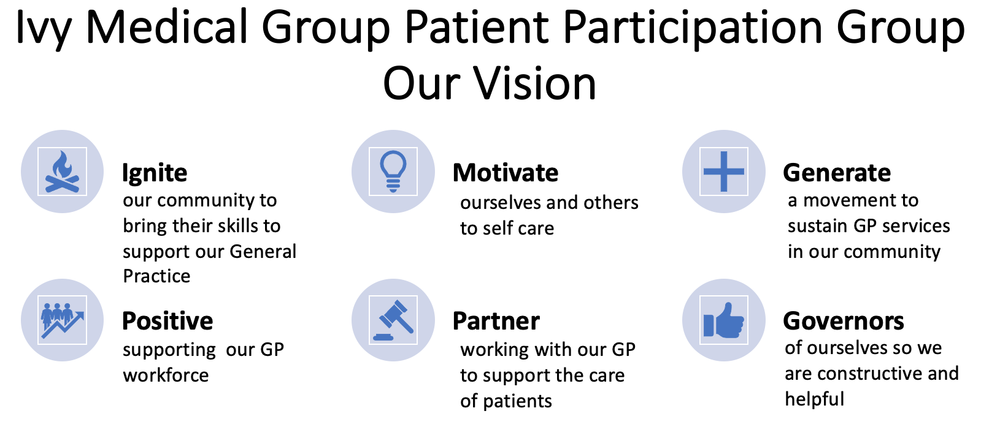 Ivy Medical Group Patient Participation Group
Our Vision
Ignite
our community to
bring their skills to
support our General
Practice
Motivate
ourselves and others
to self care
Generate
a movement to
sustain GP services
in our community
Positive
supporting  our GP
workforce
Partner
working with our GP
to support the care
of patients
Governors
of ourselves so we
are constructive and
helpful